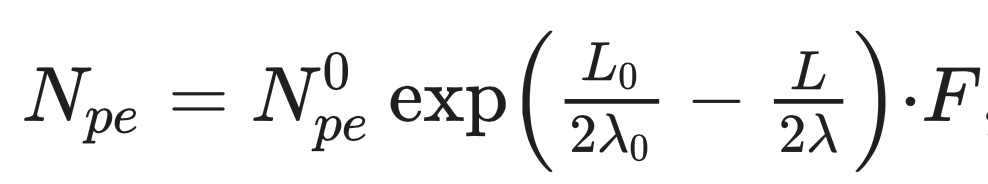 N_{pe} = N_{pe}^{0} exp(L_0/2λ_0 − L/2λ)·F